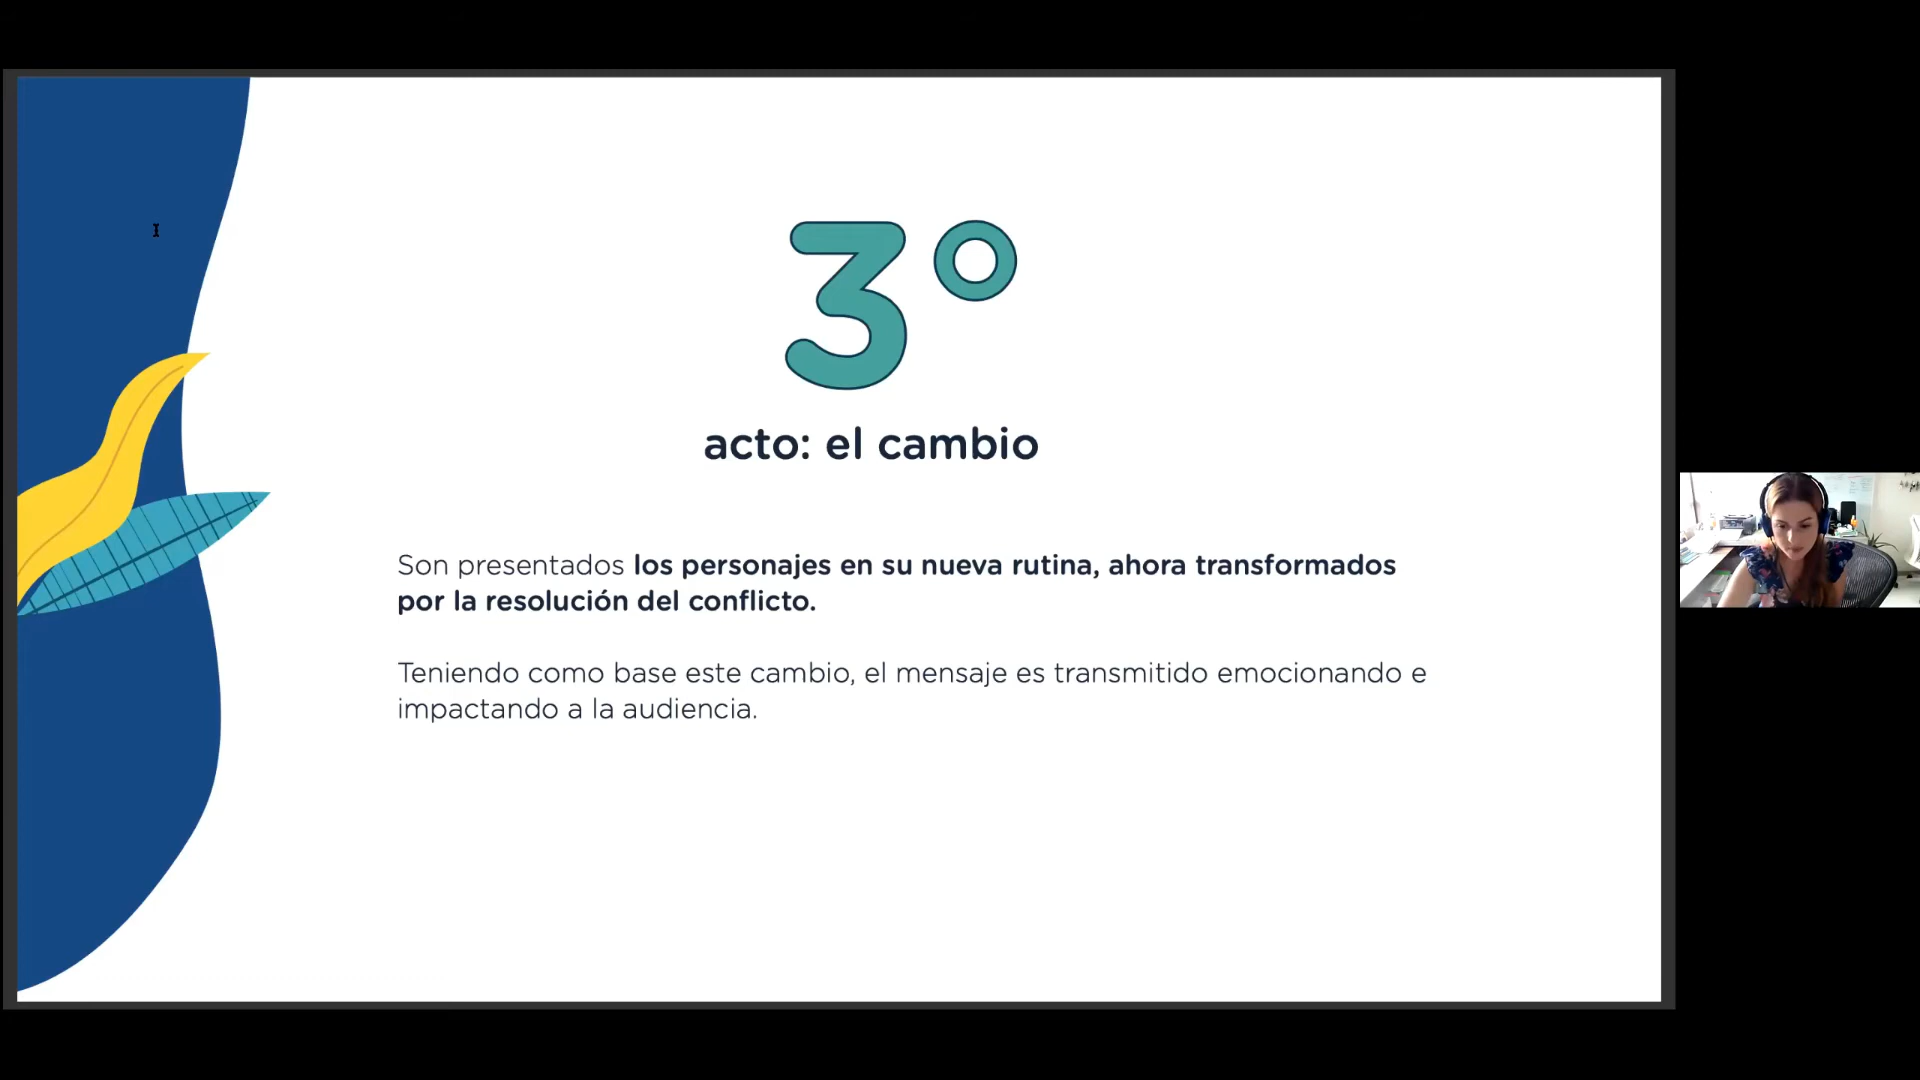 3°
acto: el cambio
Son presentados los personajes en su nueva rutina, ahora transformados
por la resolución del conflicto.
Teniendo como base este cambio, el mensaje es transmitido emocionando e
impactando a la audiencia.